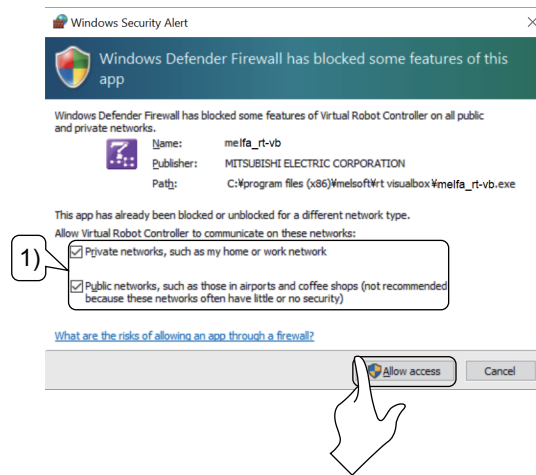 Windows Security Alert
Windows Defender Firewall has blocked some features of this
app
Windows Defender Firewall has blocked some features of Virtual Robot Controller on all public
and private networks.
Name: melfa_rt-vb
Publisher: MITSUBISHI ELECTRIC CORPORATION
Path: C:¥program files (x86)¥melsoft¥rt visualbox¥melfa_rt-vb.exe
This app has already been blocked or unblocked for a different network type.
Allow Virtual Robot Controller to communicate on these networks:
1)
Private networks, such as my home or work network
Public networks, such as those in airports and coffee shops (not recommended
because these networks often have little or no security)
What are the risks of allowing an app through a firewall?
Allow access Cancel